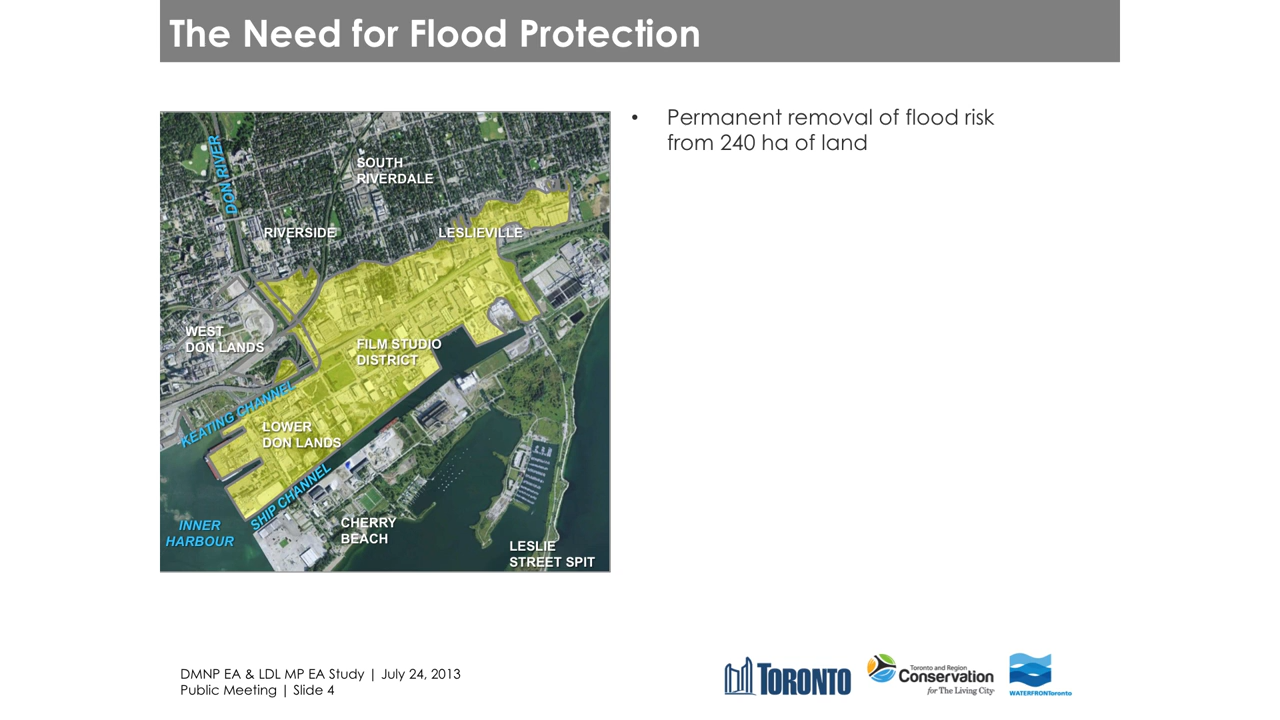 The Need for Flood Protection
DON RIVER
SOUTH
RIVERDALE
RIVERSIDE
LESLIEVILLE
WEST
DON LANDS
FILM STUDIO
DISTRICT
KEATING CHANNEL
LOWER
DON LANDS
SHIP CHANNEL
INNER
HARBOUR
CHERRY
BEACH
LESLIE
STREET SPIT
• Permanent removal of flood risk
from 240 ha of land
DMNP EA & LDL MP EA Study | July 24, 2013
Public Meeting | Slide 4
TORONTO
Toronto and Region
Conservation
for The Living City
WATERFRONToronto